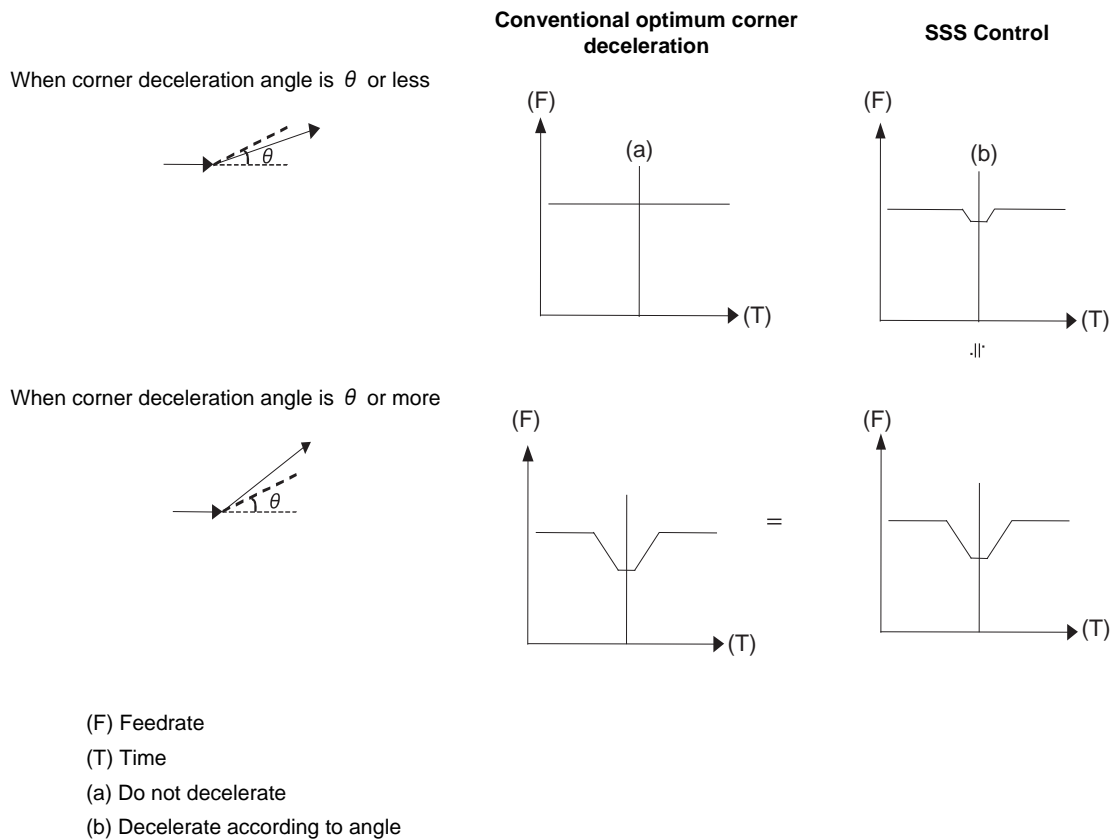 Conventional optimum corner
deceleration
SSS Control
When corner deceleration angle is θ or less
θ
(F)
(a)
(T)
(F)
(b)
(T)
When corner deceleration angle is θ or more
θ
(F)
(T)
=
(F)
(T)
(F) Feedrate
(T) Time
(a) Do not decelerate
(b) Decelerate according to angle